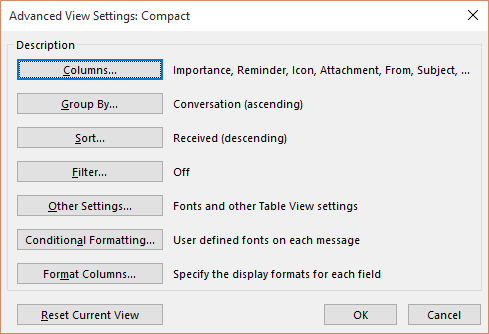 Advanced View Settings: Compact
Description
Columns... Importance, Reminder, Icon, Attachment, From, Subject, ...
Group By... Conversation (ascending)
Sort... Received (descending)
Filter... Off
Other Settings... Fonts and other Table View settings
Conditional Formatting... User defined fonts on each message
Format Columns... Specify the display formats for each field
Reset Current View OK Cancel